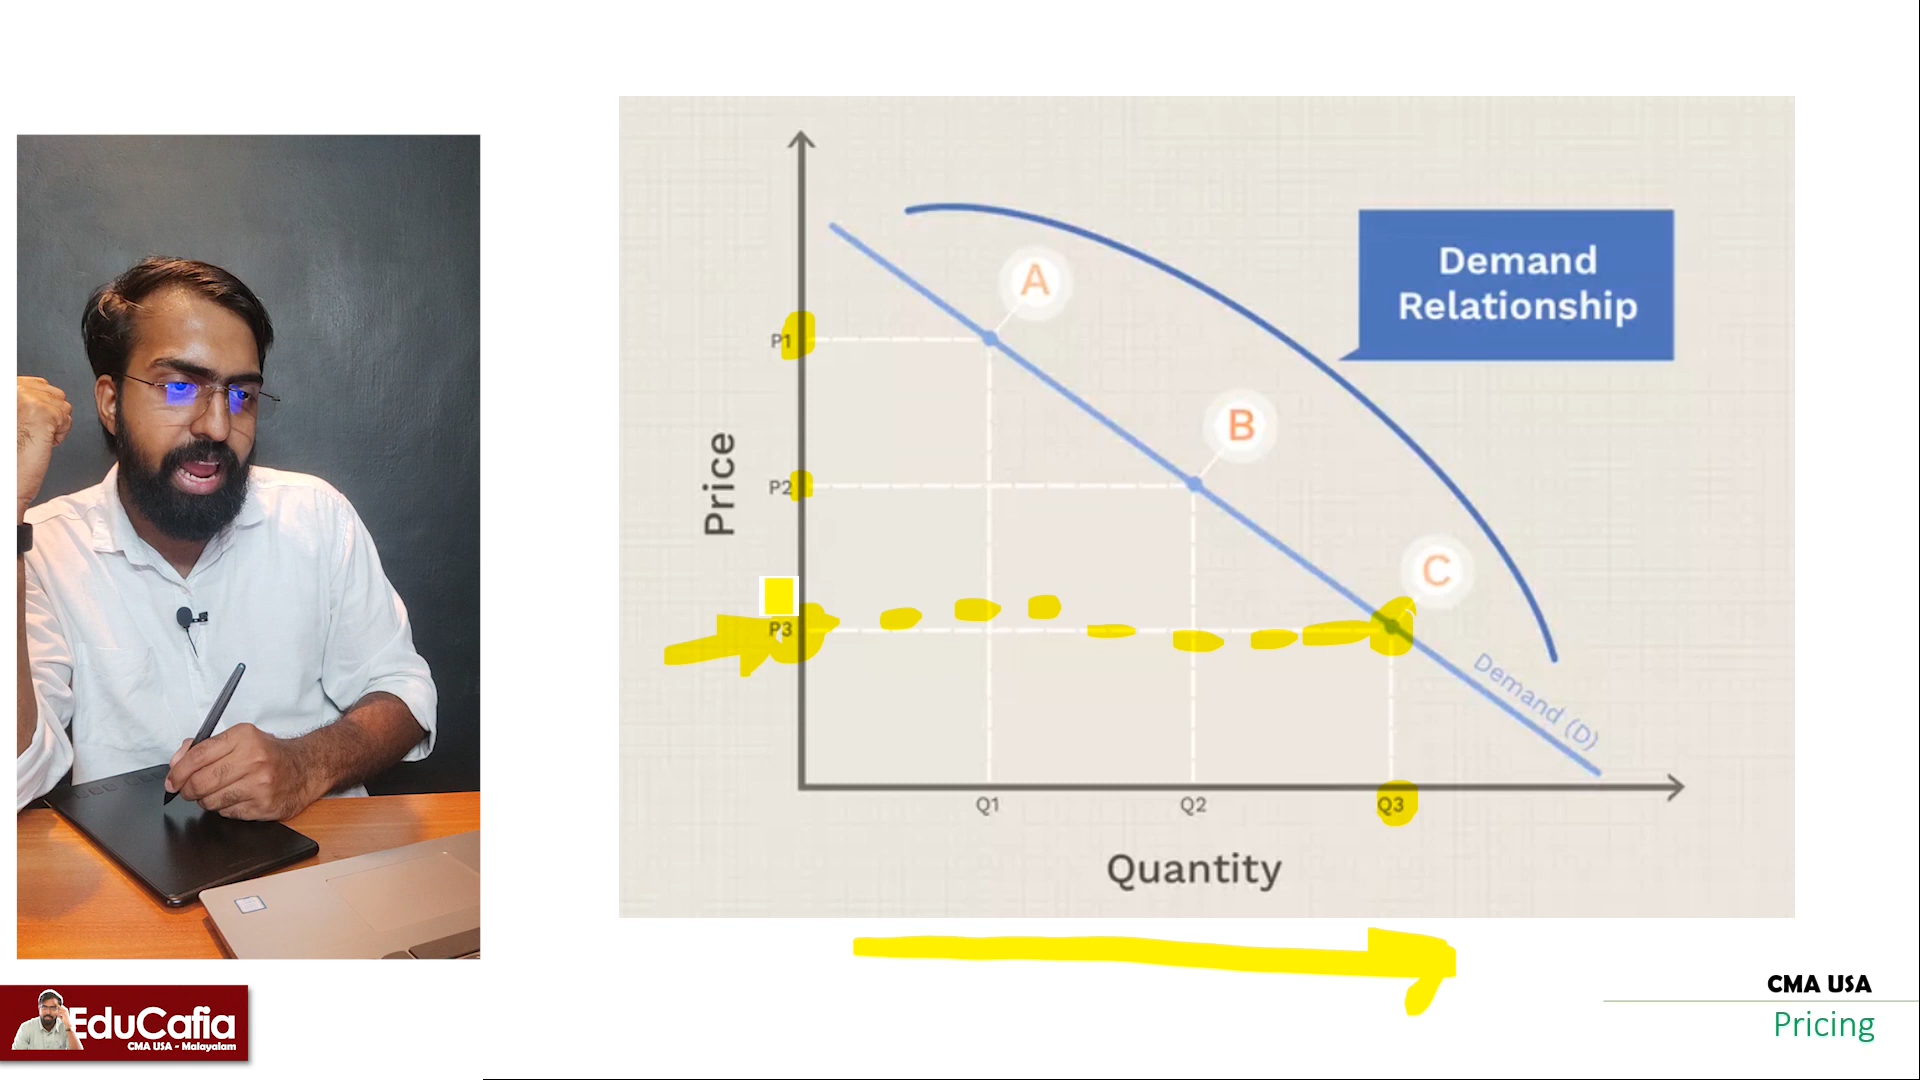 Demand
Relationship
A
B
C
P1
P2
P3
Price
Demand (D)
Q1
Q2
Q3
Quantity
EduCafia
CMA USA - Malayalam
CMA USA
Pricing